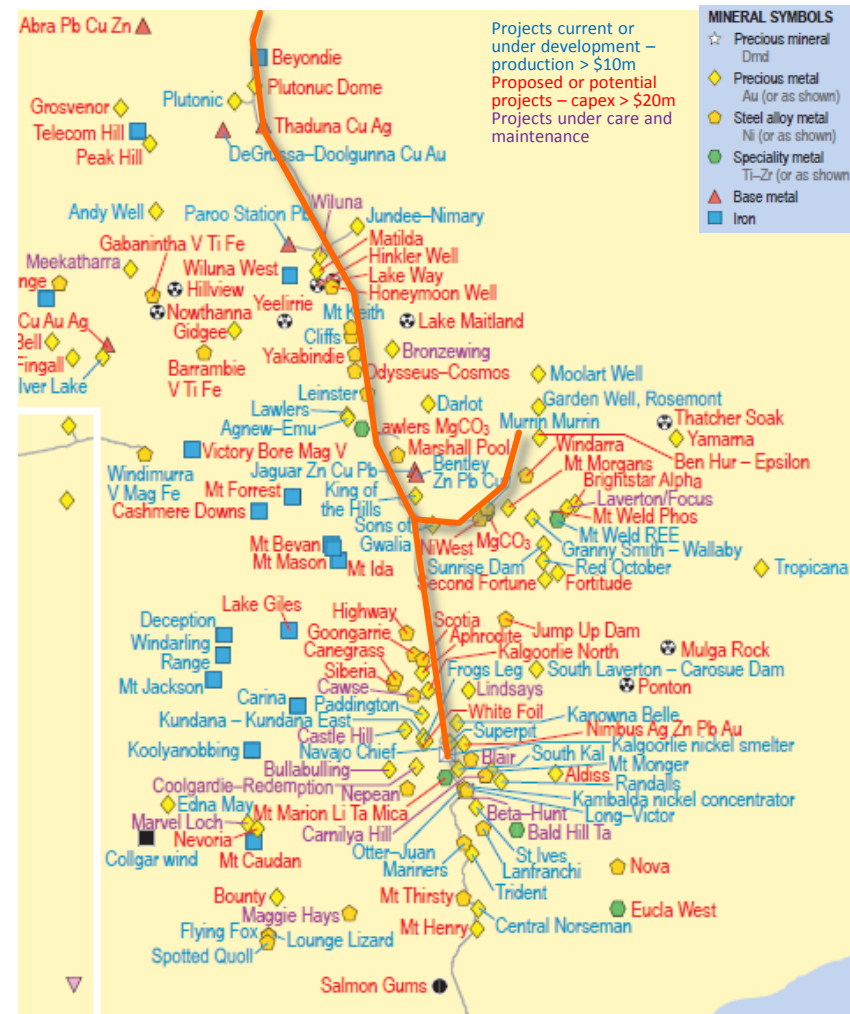 Abra Pb Cu Zn
Beyondie
Plutonuc Dome
Plutonic
Grosvenor
Telecom Hill
Peak Hill
Thaduna Cu Ag
DeGrussa–Doolgunna Cu Au
Projects current or
under development –
production > $10m
Proposed or potential
projects – capex > $20m
Projects under care and
maintenance
MINERAL SYMBOLS
Precious mineral
Dmd
Precious metal
Au (or as shown)
Steel alloy metal
Ni (or as shown)
Speciality metal
Ti–Zr (or as shown
Base metal
Iron
Andy Well
Paroo Station Pb
Wiluna
Jundee–Nimary
Gabanintha V Ti Fe
Matilda
Hinkler Well
Meekatharra
Wiluna West
Lake Way
Honeymoon Well
nge
Hillview
Yeelirrie
Mt Keith
Nowthanna
Lake Maitland
Cu Au Ag
Gidgee
Cliffs
Bell
Yakabindie
Bronzewing
Fingall
Barrambie
V Ti Fe
Odysseus–Cosmos
Moolart Well
lver Lake
Leinster
Darlot
Garden Well, Rosemont
Lawlers
Agnew–Emu
Lawlers MgCO3
Murrin Murrin
Thatcher Soak
Yamarna
Victory Bore Mag V
Marshall Pool
Windarra
Ben Hur – Epsilon
Windimurra
V Mag Fe
Jaguar Zn Cu Pb
Bentley
Zn Pb Cu
Mt Morgans
Brightstar Alpha
Mt Forrest
King of
the Hills
Laverton/Focus
Cashmere Downs
Mt Weld Phos
Sons of
Gwalia
Mt Weld REE
Mt Bevan
NiWest
MgCO3
Granny Smith – Wallaby
Mt Mason
Mt Ida
Sunrise Dam
Red October
Tropicana
Second Fortune
Fortitude
Lake Giles
Highway
Deception
Goongarrie
Scotia
Jump Up Dam
Windarling
Range
Canegrass
Aphrodite
Kalgoorlie North
Mulga Rock
Siberia
Frogs Leg
South Laverton – Carosue Dam
Mt Jackson
Cawse
Lindsays
Ponton
Carina
Paddington
White Foil
Kanowna Belle
Kundana – Kundana East
Superpit
Nimbus Ag Zn Pb Au
Castle Hill
Kalgoorlie nickel smelter
Koolyanobbing
Navajo Chief
Blair
South Kal
Mt Monger
Bullabulling
Aldiss
Randalls
Coolgardie–Redemption
Nepean
Kambalda nickel concentrator
Edna May
Mt Marion Li Ta Mica
Beta–Hunt
Long–Victor
Marvel Loch
Carnilya Hill
Bald Hill Ta
Nevoria
Otter–Juan
St Ives
Collgar wind
Mt Caudan
Mariners
Lanfranchi
Nova
Trident
Bounty
Mt Thirsty
Maggie Hays
Eucla West
Flying Fox
Lounge Lizard
Mt Henry
Central Norseman
Spotted Quoll
Salmon Gums